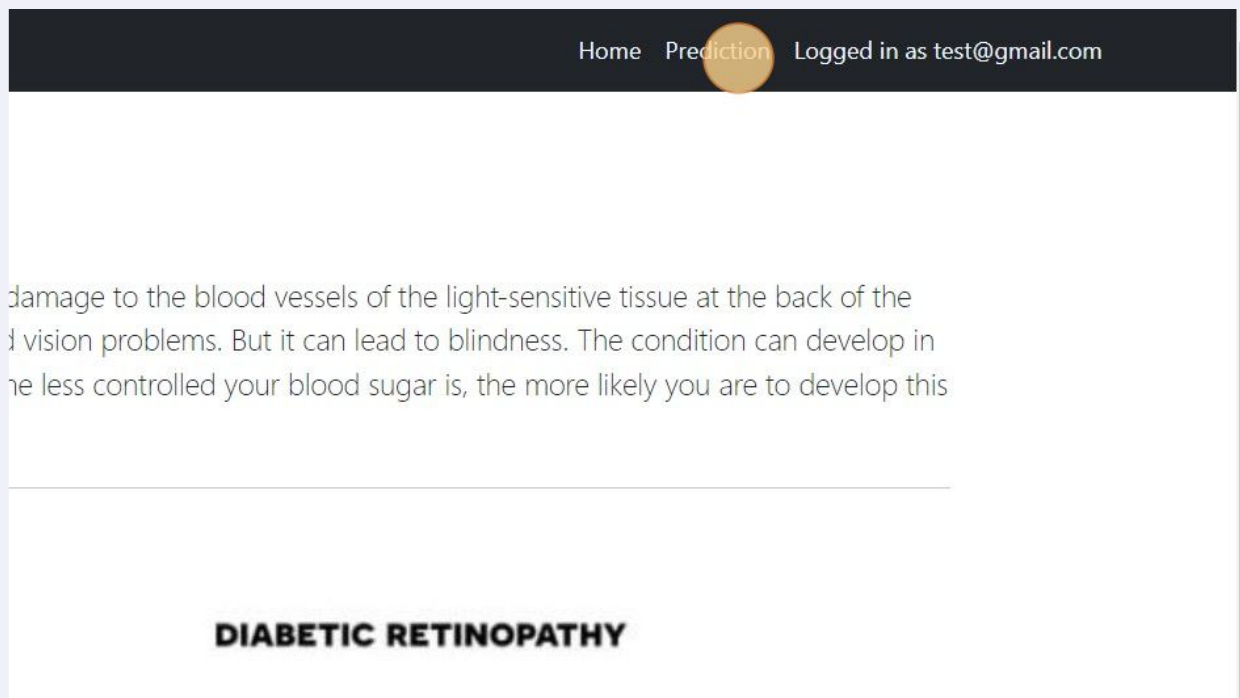 Home Prediction Logged in as test@gmail.com
damage to the blood vessels of the light-sensitive tissue at the back of the
vision problems. But it can lead to blindness. The condition can develop in
less controlled your blood sugar is, the more likely you are to develop this
DIABETIC RETINOPATHY